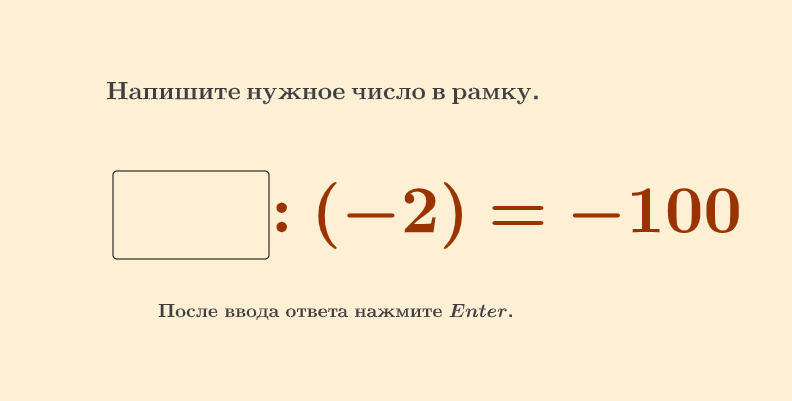 Напишите нужное число в рамку.
: (−2) = −100
После ввода ответа нажмите Enter.